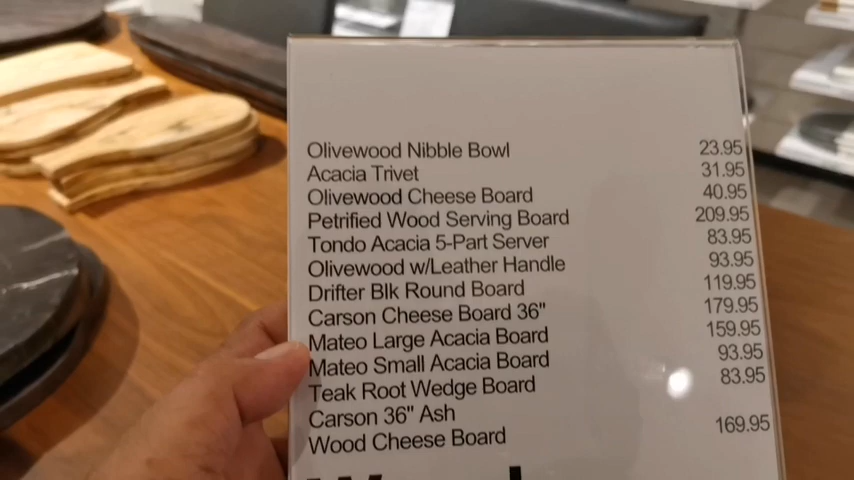 Olivewood Nibble Bowl 23.95
Acacia Trivet 31.95
Olivewood Cheese Board 40.95
Petrified Wood Serving Board 209.95
Tondo Acacia 5-Part Server 83.95
Olivewood w/Leather Handle 93.95
Drifter Blk Round Board 119.95
Carson Cheese Board 36" 179.95
Mateo Large Acacia Board 159.95
Mateo Small Acacia Board 93.95
Teak Root Wedge Board 83.95
Carson 36" Ash
Wood Cheese Board 169.95